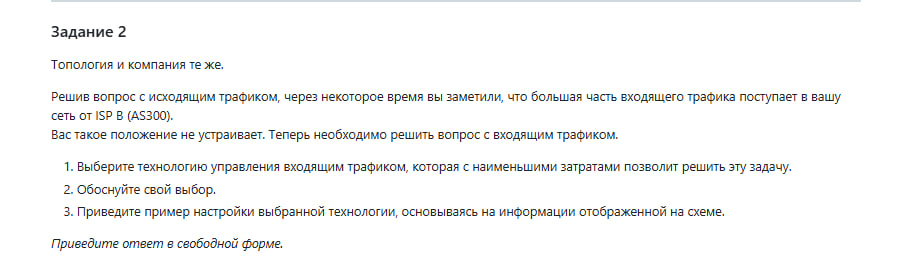 Задание 2
Топология и компания те же.
Решив вопрос с исходящим трафиком, через некоторое время вы заметили, что большая часть входящего трафика поступает в вашу
сеть от ISP B (AS300).
Вас такое положение не устраивает. Теперь необходимо решить вопрос с входящим трафиком.
1. Выберите технологию управления входящим трафиком, которая с наименьшими затратами позволит решить эту задачу.
2. Обоснуйте свой выбор.
3. Приведите пример настройки выбранной технологии, основываясь на информации отображенной на схеме.
Приведите ответ в свободной форме.